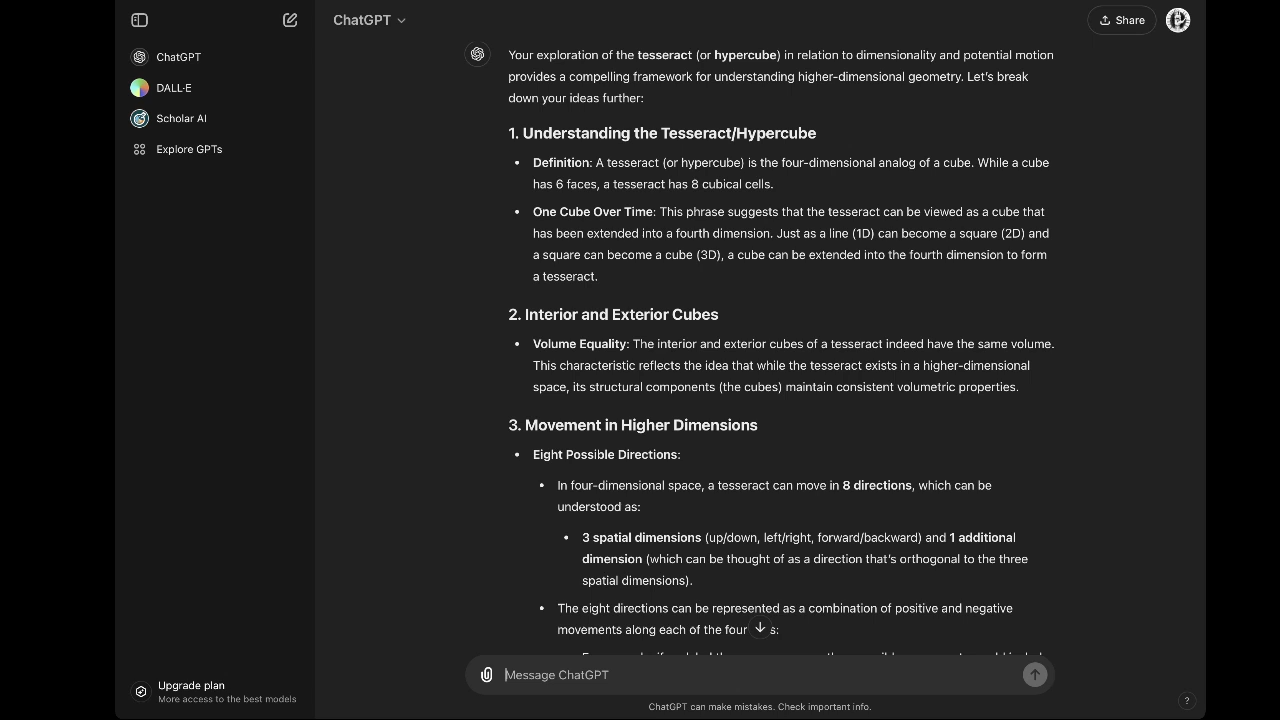 ChatGPT
Share
ChatGPT
DALL·E
Scholar AI
Explore GPTs
Your exploration of the tesseract (or hypercube) in relation to dimensionality and potential motion
provides a compelling framework for understanding higher-dimensional geometry. Let's break
down your ideas further:
1. Understanding the Tesseract/Hypercube
• Definition: A tesseract (or hypercube) is the four-dimensional analog of a cube. While a cube
has 6 faces, a tesseract has 8 cubical cells.
• One Cube Over Time: This phrase suggests that the tesseract can be viewed as a cube that
has been extended into a fourth dimension. Just as a line (1D) can become a square (2D) and
a square can become a cube (3D), a cube can be extended into the fourth dimension to form
a tesseract.
2. Interior and Exterior Cubes
• Volume Equality: The interior and exterior cubes of a tesseract indeed have the same volume.
This characteristic reflects the idea that while the tesseract exists in a higher-dimensional
space, its structural components (the cubes) maintain consistent volumetric properties.
3. Movement in Higher Dimensions
• Eight Possible Directions:
• In four-dimensional space, a tesseract can move in 8 directions, which can be
understood as:
• 3 spatial dimensions (up/down, left/right, forward/backward) and 1 additional
dimension (which can be thought of as a direction that's orthogonal to the three
spatial dimensions).
• The eight directions can be represented as a combination of positive and negative
movements along each of the four s:
Message ChatGPT
Upgrade plan
More access to the best models
ChatGPT can make mistakes. Check important info.
?